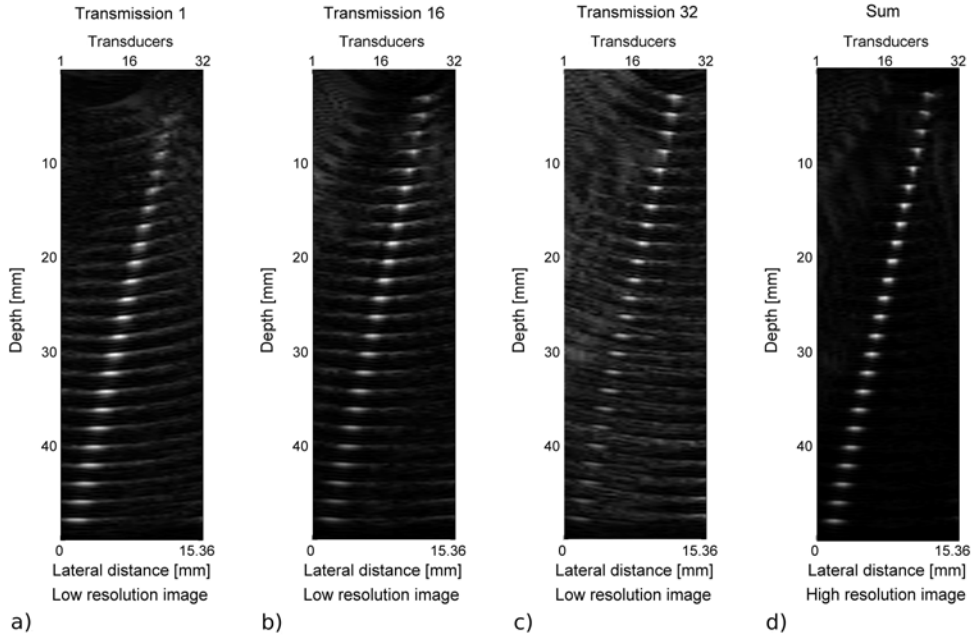 Transmission 1
Transducers
1 16 32
10
20
30
40
Depth [mm]
0 15.36
Lateral distance [mm]
Low resolution image
a)
Transmission 16
Transducers
1 16 32
10
20
30
40
Depth [mm]
0 15.36
Lateral distance [mm]
Low resolution image
b)
Transmission 32
Transducers
1 16 32
10
20
30
40
Depth [mm]
0 15.36
Lateral distance [mm]
Low resolution image
c)
Sum
Transducers
1 16 32
10
20
30
40
Depth [mm]
0 15.36
Lateral distance [mm]
High resolution image
d)